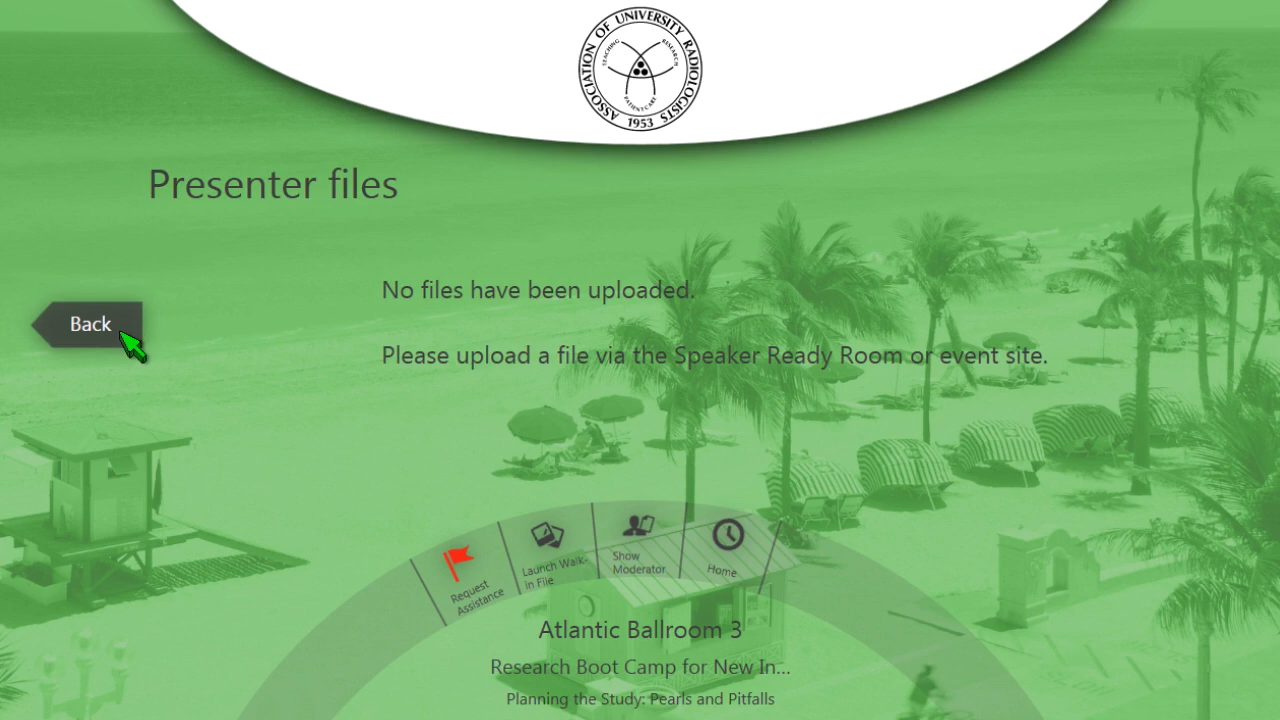 ASSOCIATION OF UNIVERSITY RADIOLOGISTS
TEACHING
RESEARCH
PATIENT CARE
1953
Presenter files
No files have been uploaded.
Back
Please upload a file via the Speaker Ready Room or event site.
Request
Assistance
Launch Walk-
in File
Show
Moderator
Home
Atlantic Ballroom 3
Research Boot Camp for New In...
Planning the Study: Pearls and Pitfalls